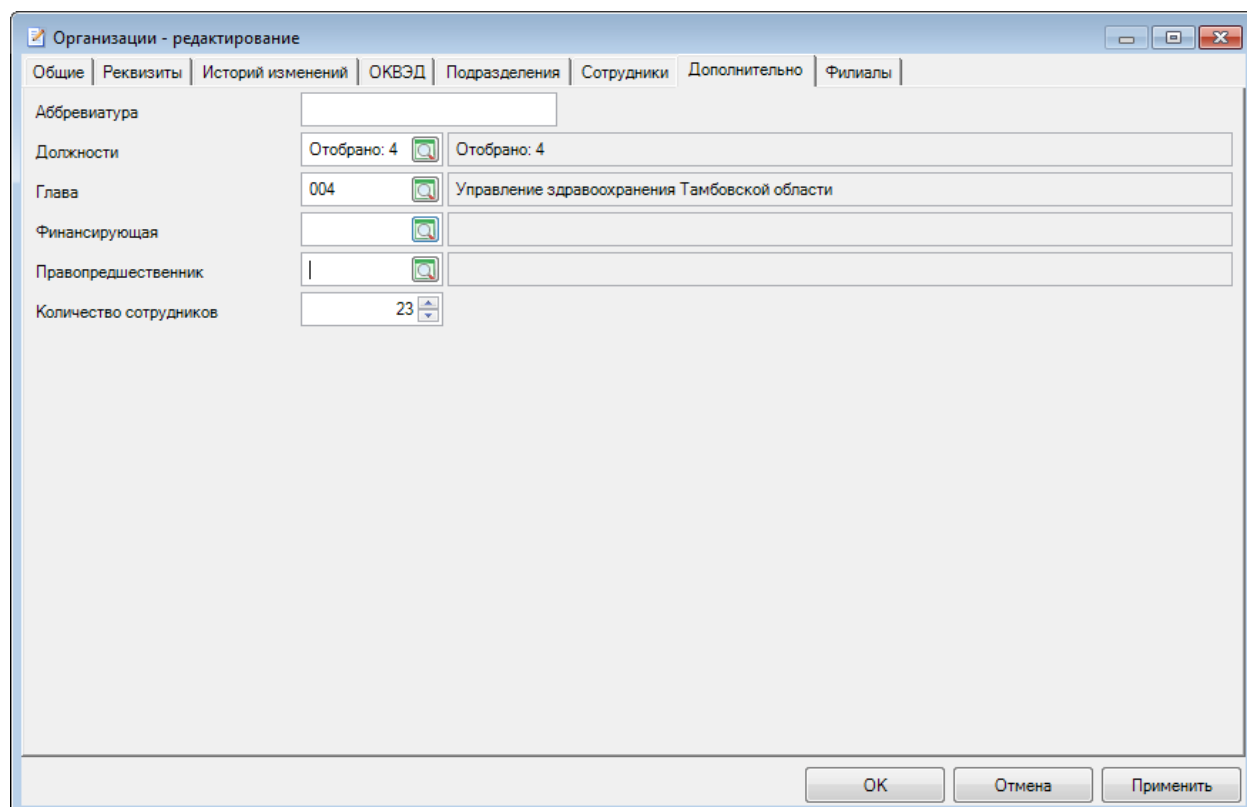 Организации - редактирование
Общие Реквизиты Историй изменений ОКВЭД Подразделения Сотрудники Дополнительно Филиалы
Аббревиатура
Должности Отобрано: 4 Отобрано: 4
Глава 004 Управление здравоохранения Тамбовской области
Финансирующая
Правопредшественник
Количество сотрудников 23
OK Отмена Применить